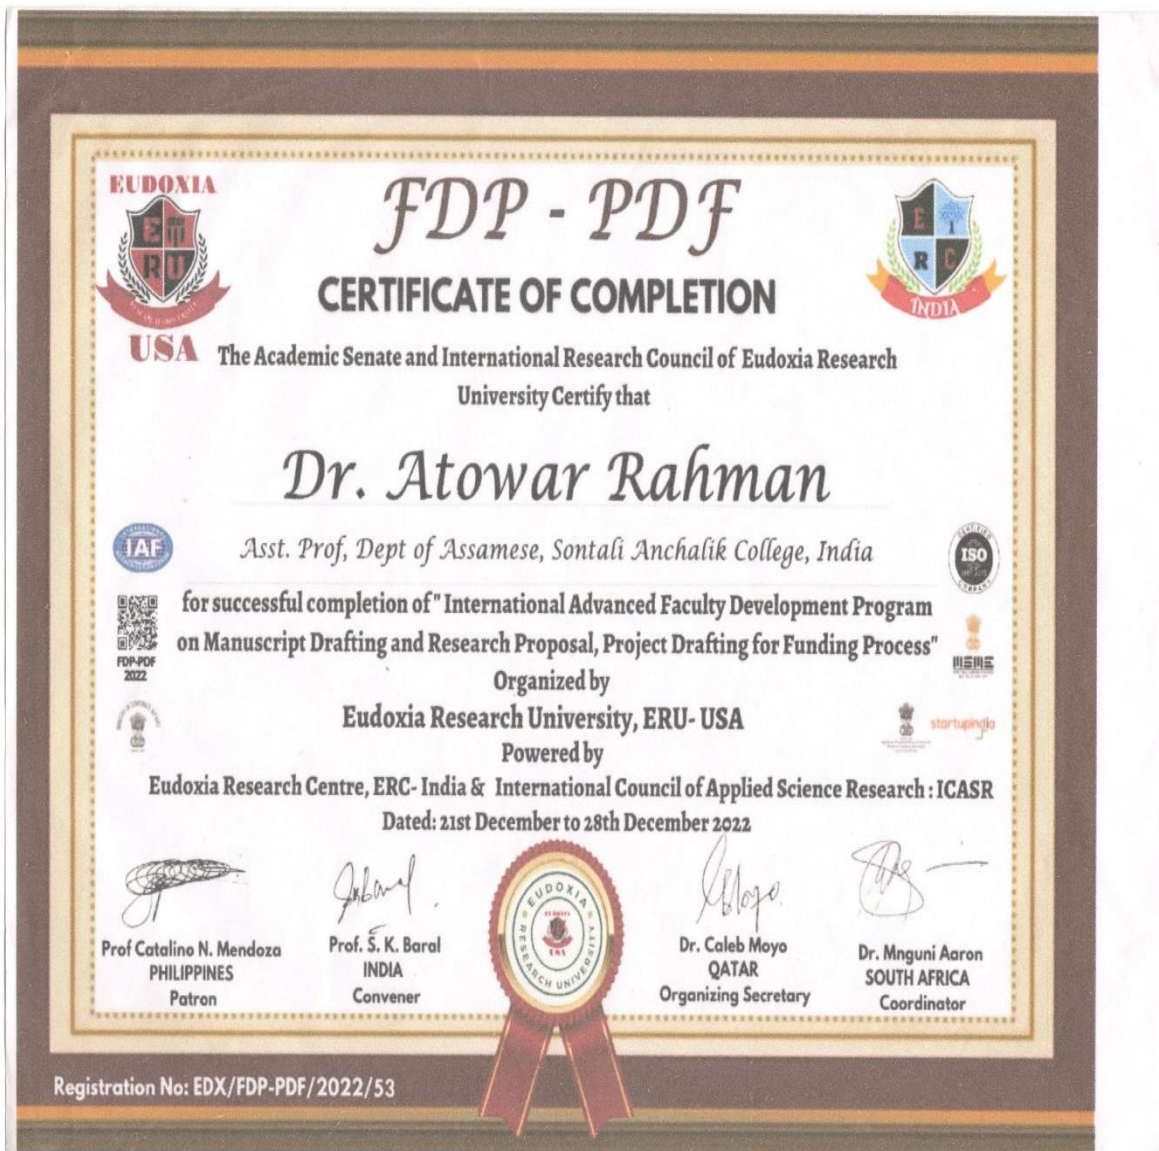 EUDOXIA
FDP - PDF
E RU
E I
R C
INDIA
CERTIFICATE OF COMPLETION
USA
The Academic Senate and International Research Council of Eudoxia Research
University Certify that
Dr. Atowar Rahman
IAF
Asst. Prof, Dept of Assamese, Sontali Anchalik College, India
CERTIFIED
ISO
COMPANY
for successful completion of " International Advanced Faculty Development Program
on Manuscript Drafting and Research Proposal, Project Drafting for Funding Process"
FDP-PDF
2022
MSME
Organized by
Eudoxia Research University, ERU- USA
startupindia
Powered by
Eudoxia Research Centre, ERC- India & International Council of Applied Science Research : ICASR
Dated: 21st December to 28th December 2022
EUDOXIA
RESEARCH UNIVERSITY
Prof Catalino N. Mendoza
PHILIPPINES
Patron
Prof. S. K. Baral
INDIA
Convener
Dr. Caleb Moyo
QATAR
Organizing Secretary
Dr. Mnguni Aaron
SOUTH AFRICA
Coordinator
Registration No: EDX/FDP-PDF/2022/53